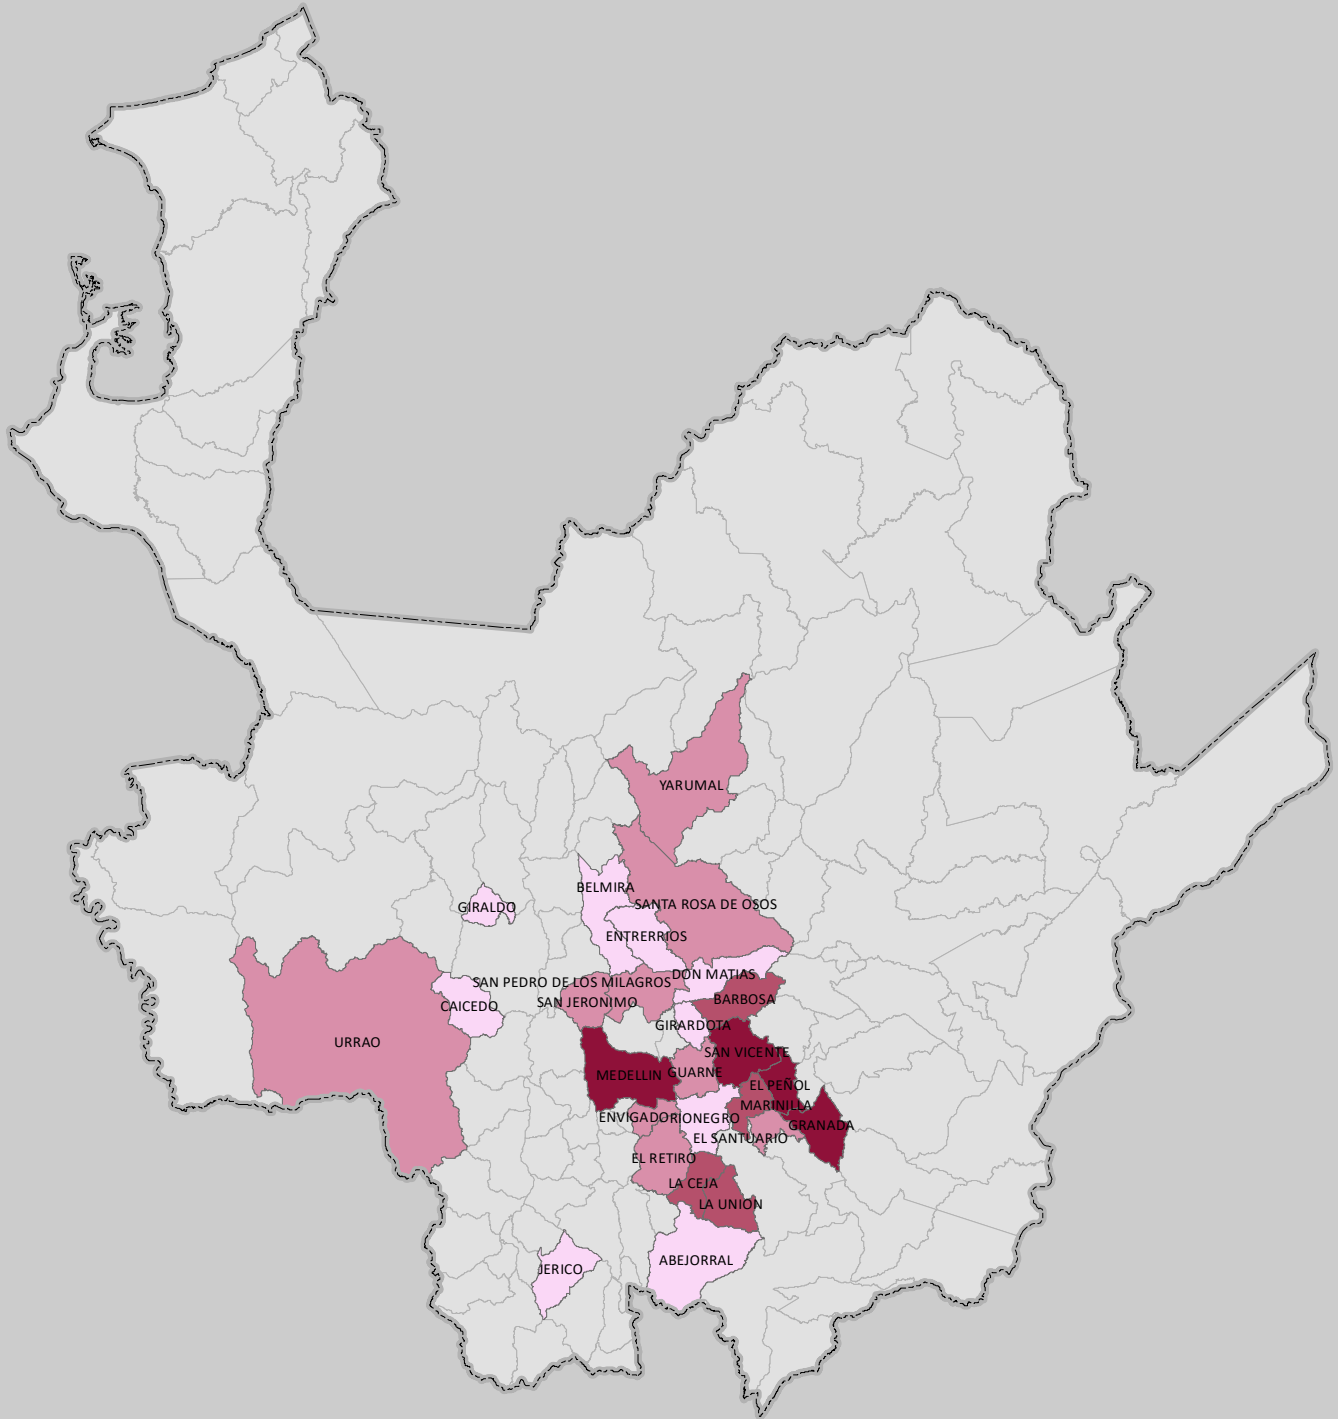 YARUMAL
BELMIRA
SANTA ROSA DE OSOS
GIRALDO
ENTRERRIOS
DON MATIAS
SAN PEDRO DE LOS MILAGROS
BARBOSA
SAN JERONIMO
CAICEDO
GIRARDOTA
URRAO
SAN VICENTE
GUARNE
MEDELLIN
EL PEÑOL
MARINILLA
ENVIGADO
RIONEGRO
GRANADA
EL SANTUARIO
EL RETIRO
LA CEJA
LA UNION
ABEJORRAL
JERICO